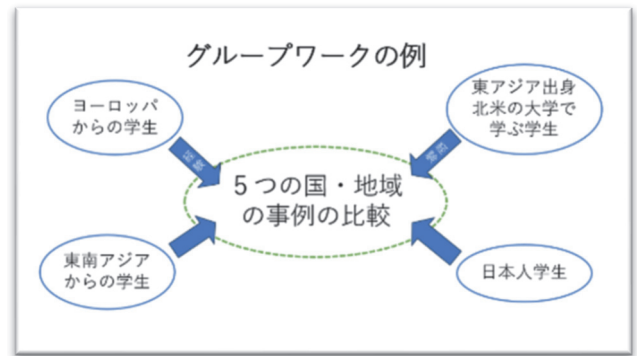 グループワークの例
ヨーロッパ
からの学生
東アジア出身
北米の大学で
学ぶ学生
5つの国・地域
の事例の比較
東南アジア
からの学生
日本人学生